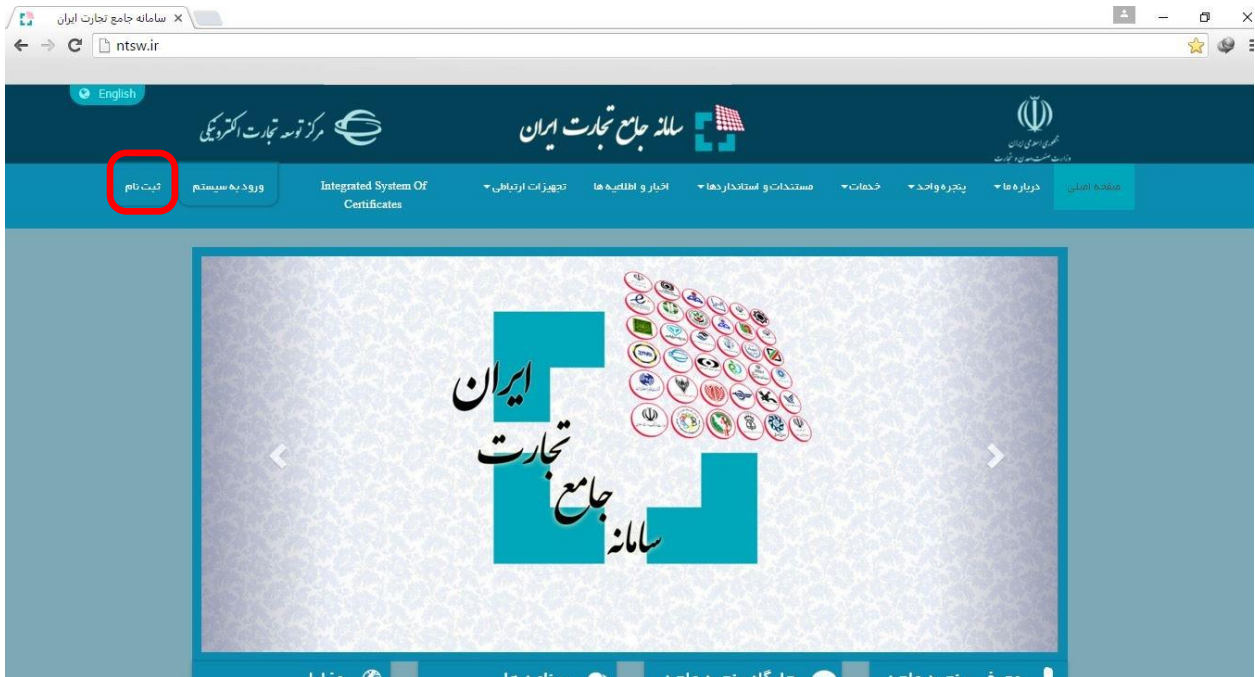 سامانه جامع تجارت ایران
ntsw.ir
English
مرکز توسعه تجارت الکترونیکی
سامانه جامع تجارت ایران
صفحه اصلی
درباره ما
پنجره واحد
خدمات
مستندات و استانداردها
اخبار و اطلاعیه ها
تجهیزات ارتباطی
Integrated System Of
Certificates
ورود به سیستم
ثبت نام
ایران
تجارت
جامع
سامانه